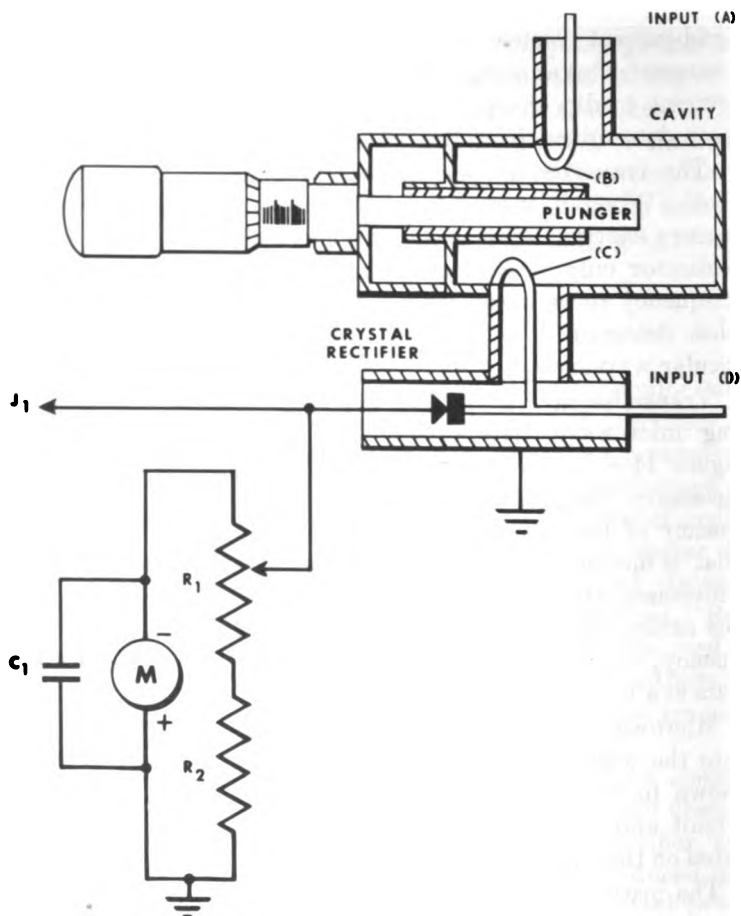 INPUT (A)
CAVITY
(B)
PLUNGER
(C)
CRYSTAL
RECTIFIER
INPUT (D)
J1
R1
C1
-
M
+
R2